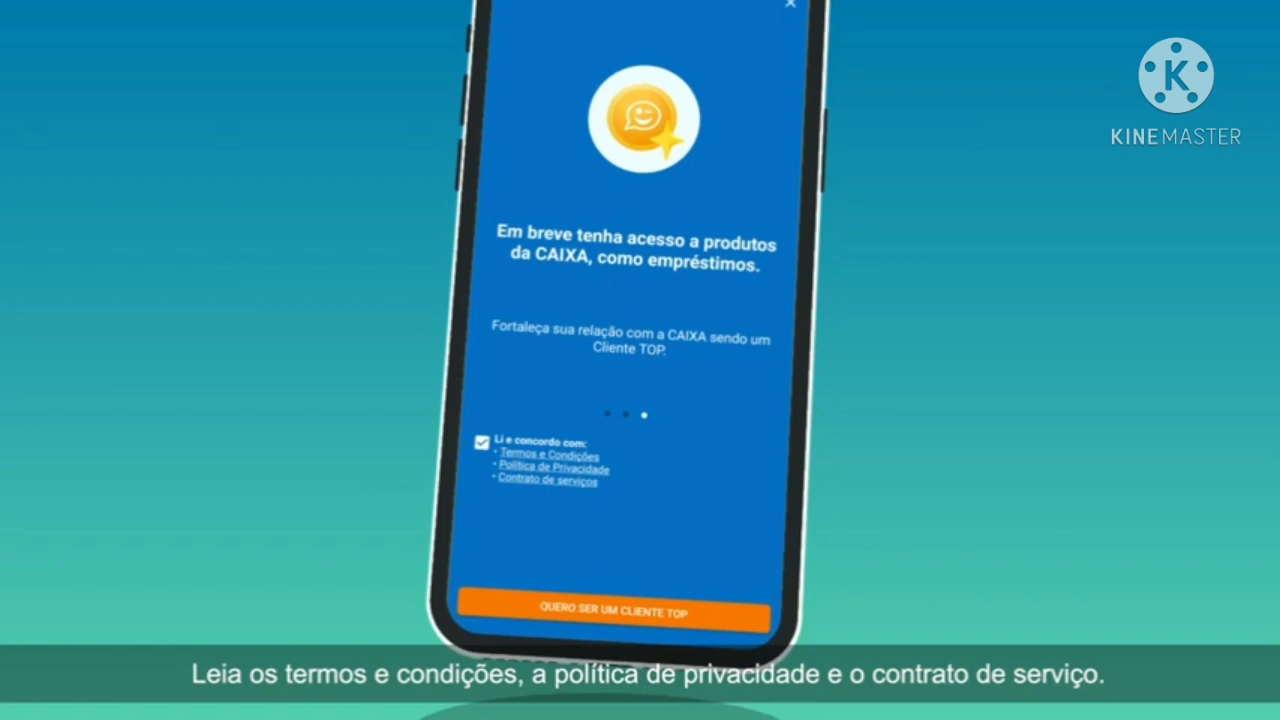 ×
K
KINEMASTER
Em breve tenha acesso a produtos
da CAIXA, como empréstimos.
Fortaleça sua relação com a CAIXA sendo um
Cliente TOP.
Li e concordo com:
• Termos e Condições
• Política de Privacidade
• Contrato de serviços
QUERO SER UM CLIENTE TOP
Leia os termos e condições, a política de privacidade e o contrato de serviço.